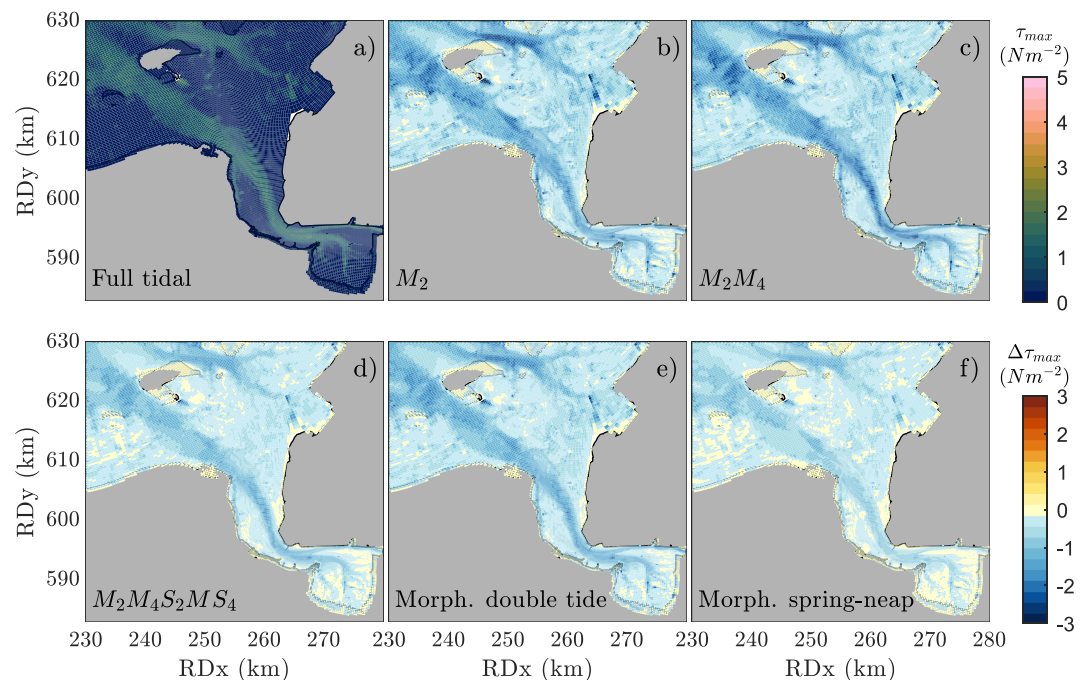 630 a) b) c) τmax
(Nm⁻²)
620 5
610 4
600 3
590 2
1
Full tidal M₂ M₂M₄ 0
RDy (km)
630 d) e) f) Δτmax
(Nm⁻²)
620 3
610 2
600 1
590 0
-1
-2
M₂M₄S₂MS₄ Morph. double tide Morph. spring-neap -3
RDy (km)
230 240 250 260 270 230 240 250 260 270 230 240 250 260 270 280
RDx (km) RDx (km) RDx (km)